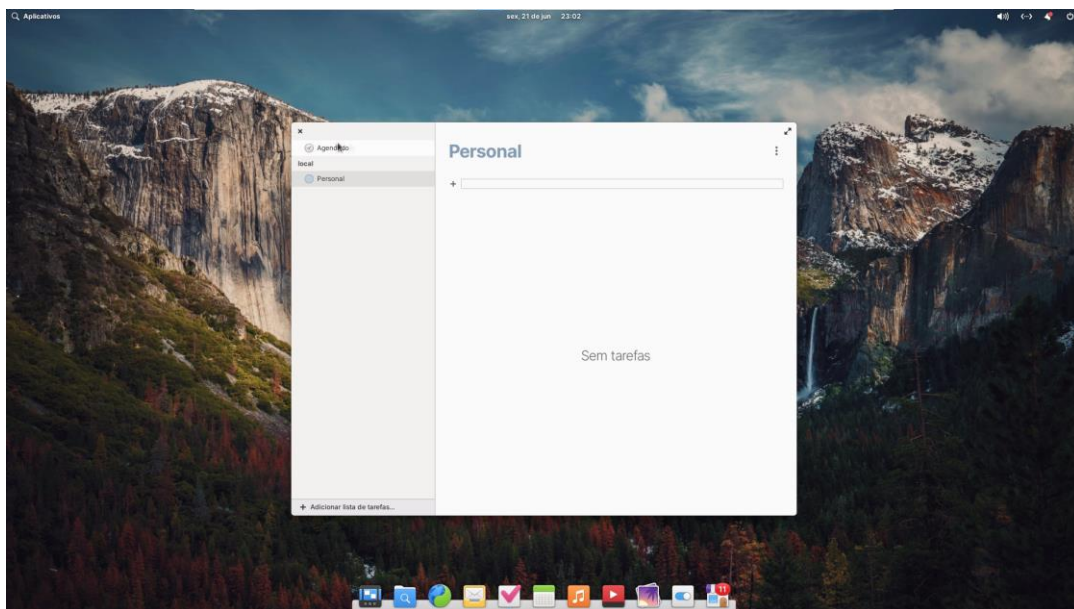 Aplicativos
sex, 21 de jun 23:02
Personal
local
Personal
Sem tarefas
+ Adicionar lista de tarefas...
11